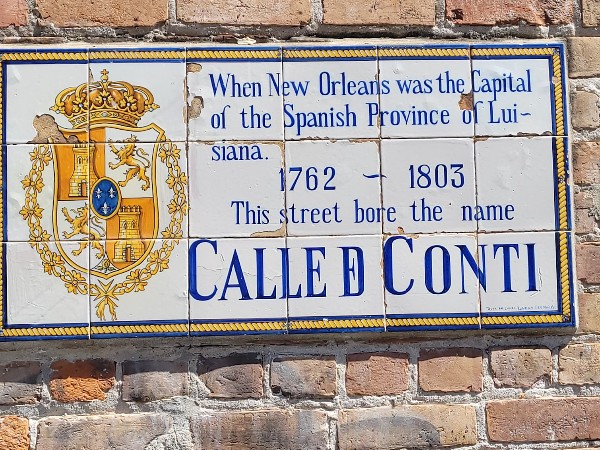 When New Orleans was the Capital
of the Spanish Province of Lui~
siana.
1762 ~ 1803
This street bore the name
CALLE D CONTI